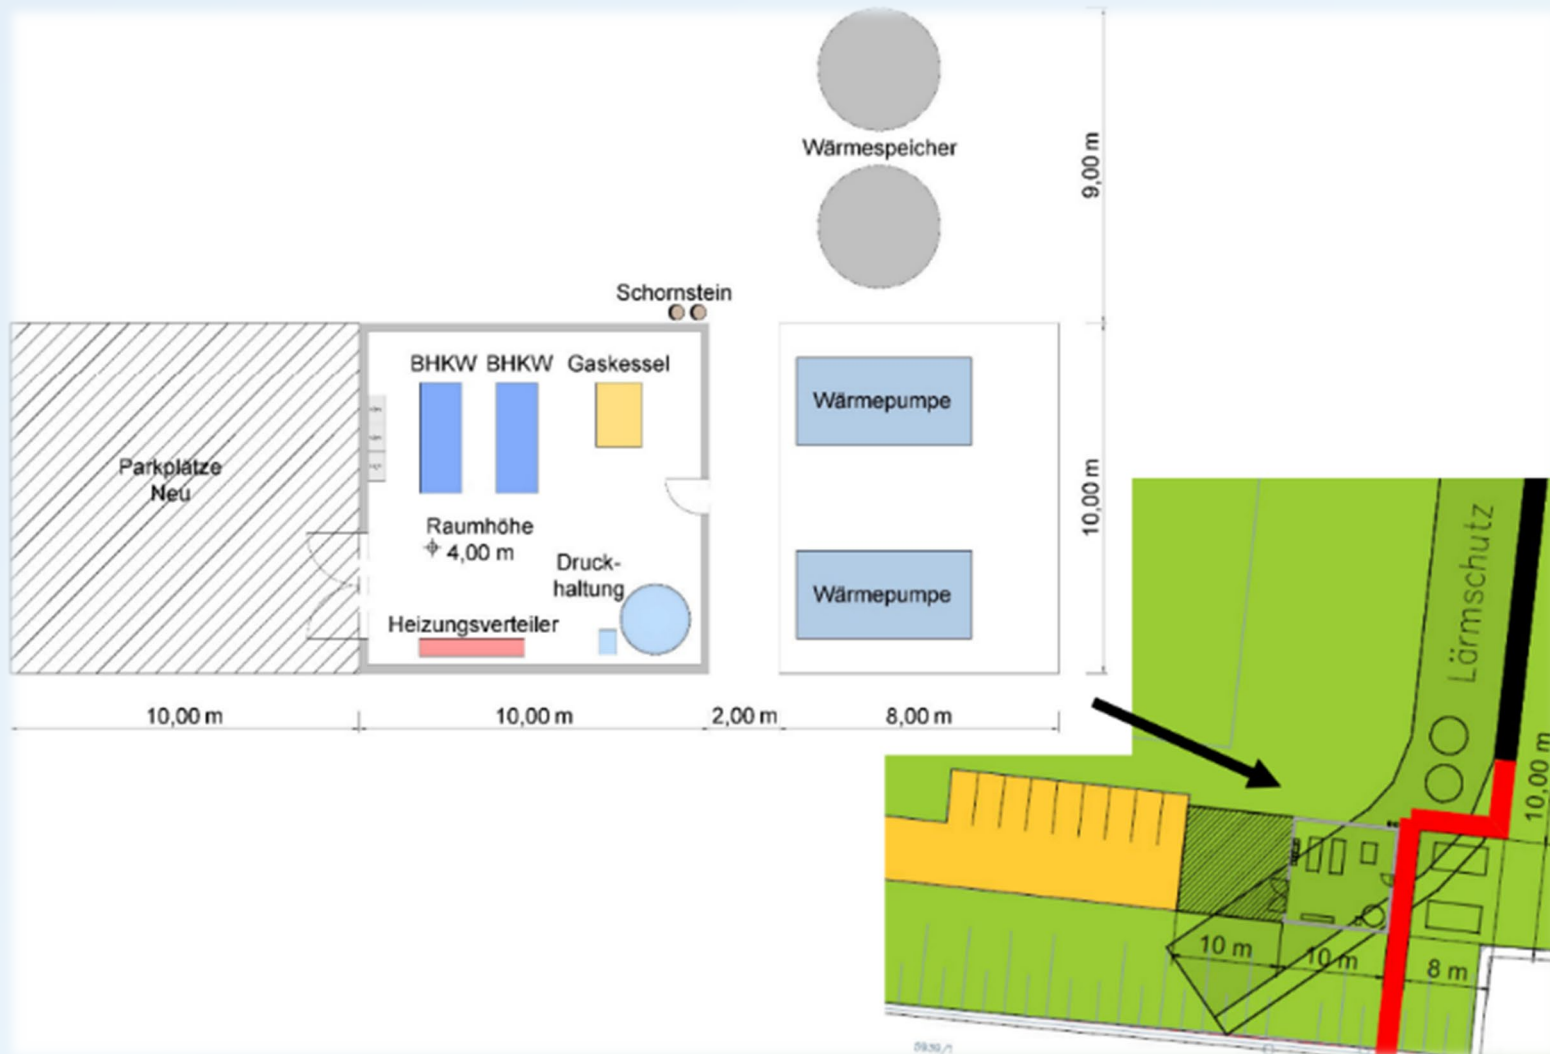 Wärmespeicher
9,00 m
Schornstein
BHKW BHKW Gaskessel
Wärmepumpe
Parkplätze
Neu
10,00 m
Raumhöhe
4,00 m
Druck-
haltung
Wärmepumpe
Heizungsverteiler
10,00 m 10,00 m 2,00 m 8,00 m
Lärmschutz
10,00 m
10 m 10 m 8 m